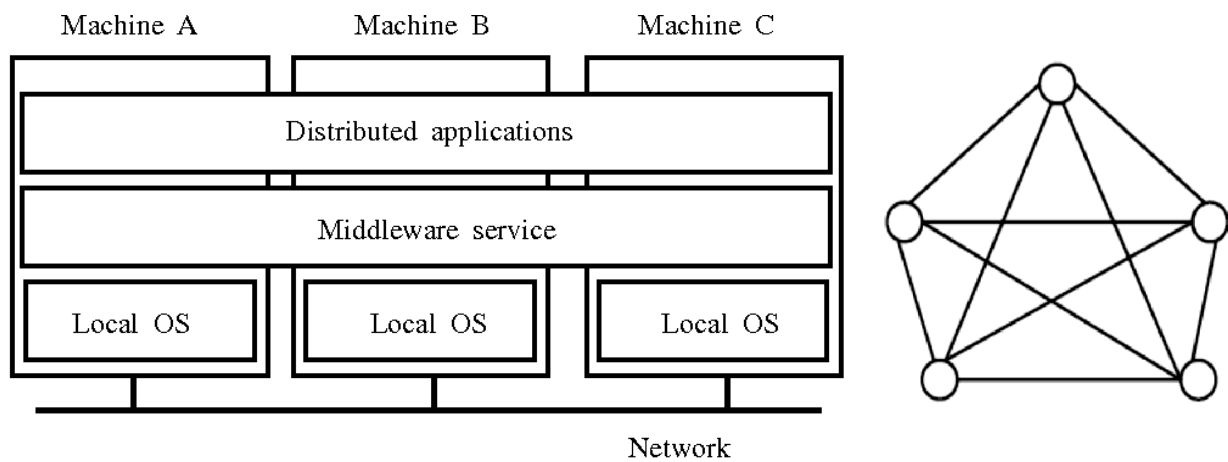 Machine A
Machine B
Machine C
Distributed applications
Middleware service
Local OS
Local OS
Local OS
Network